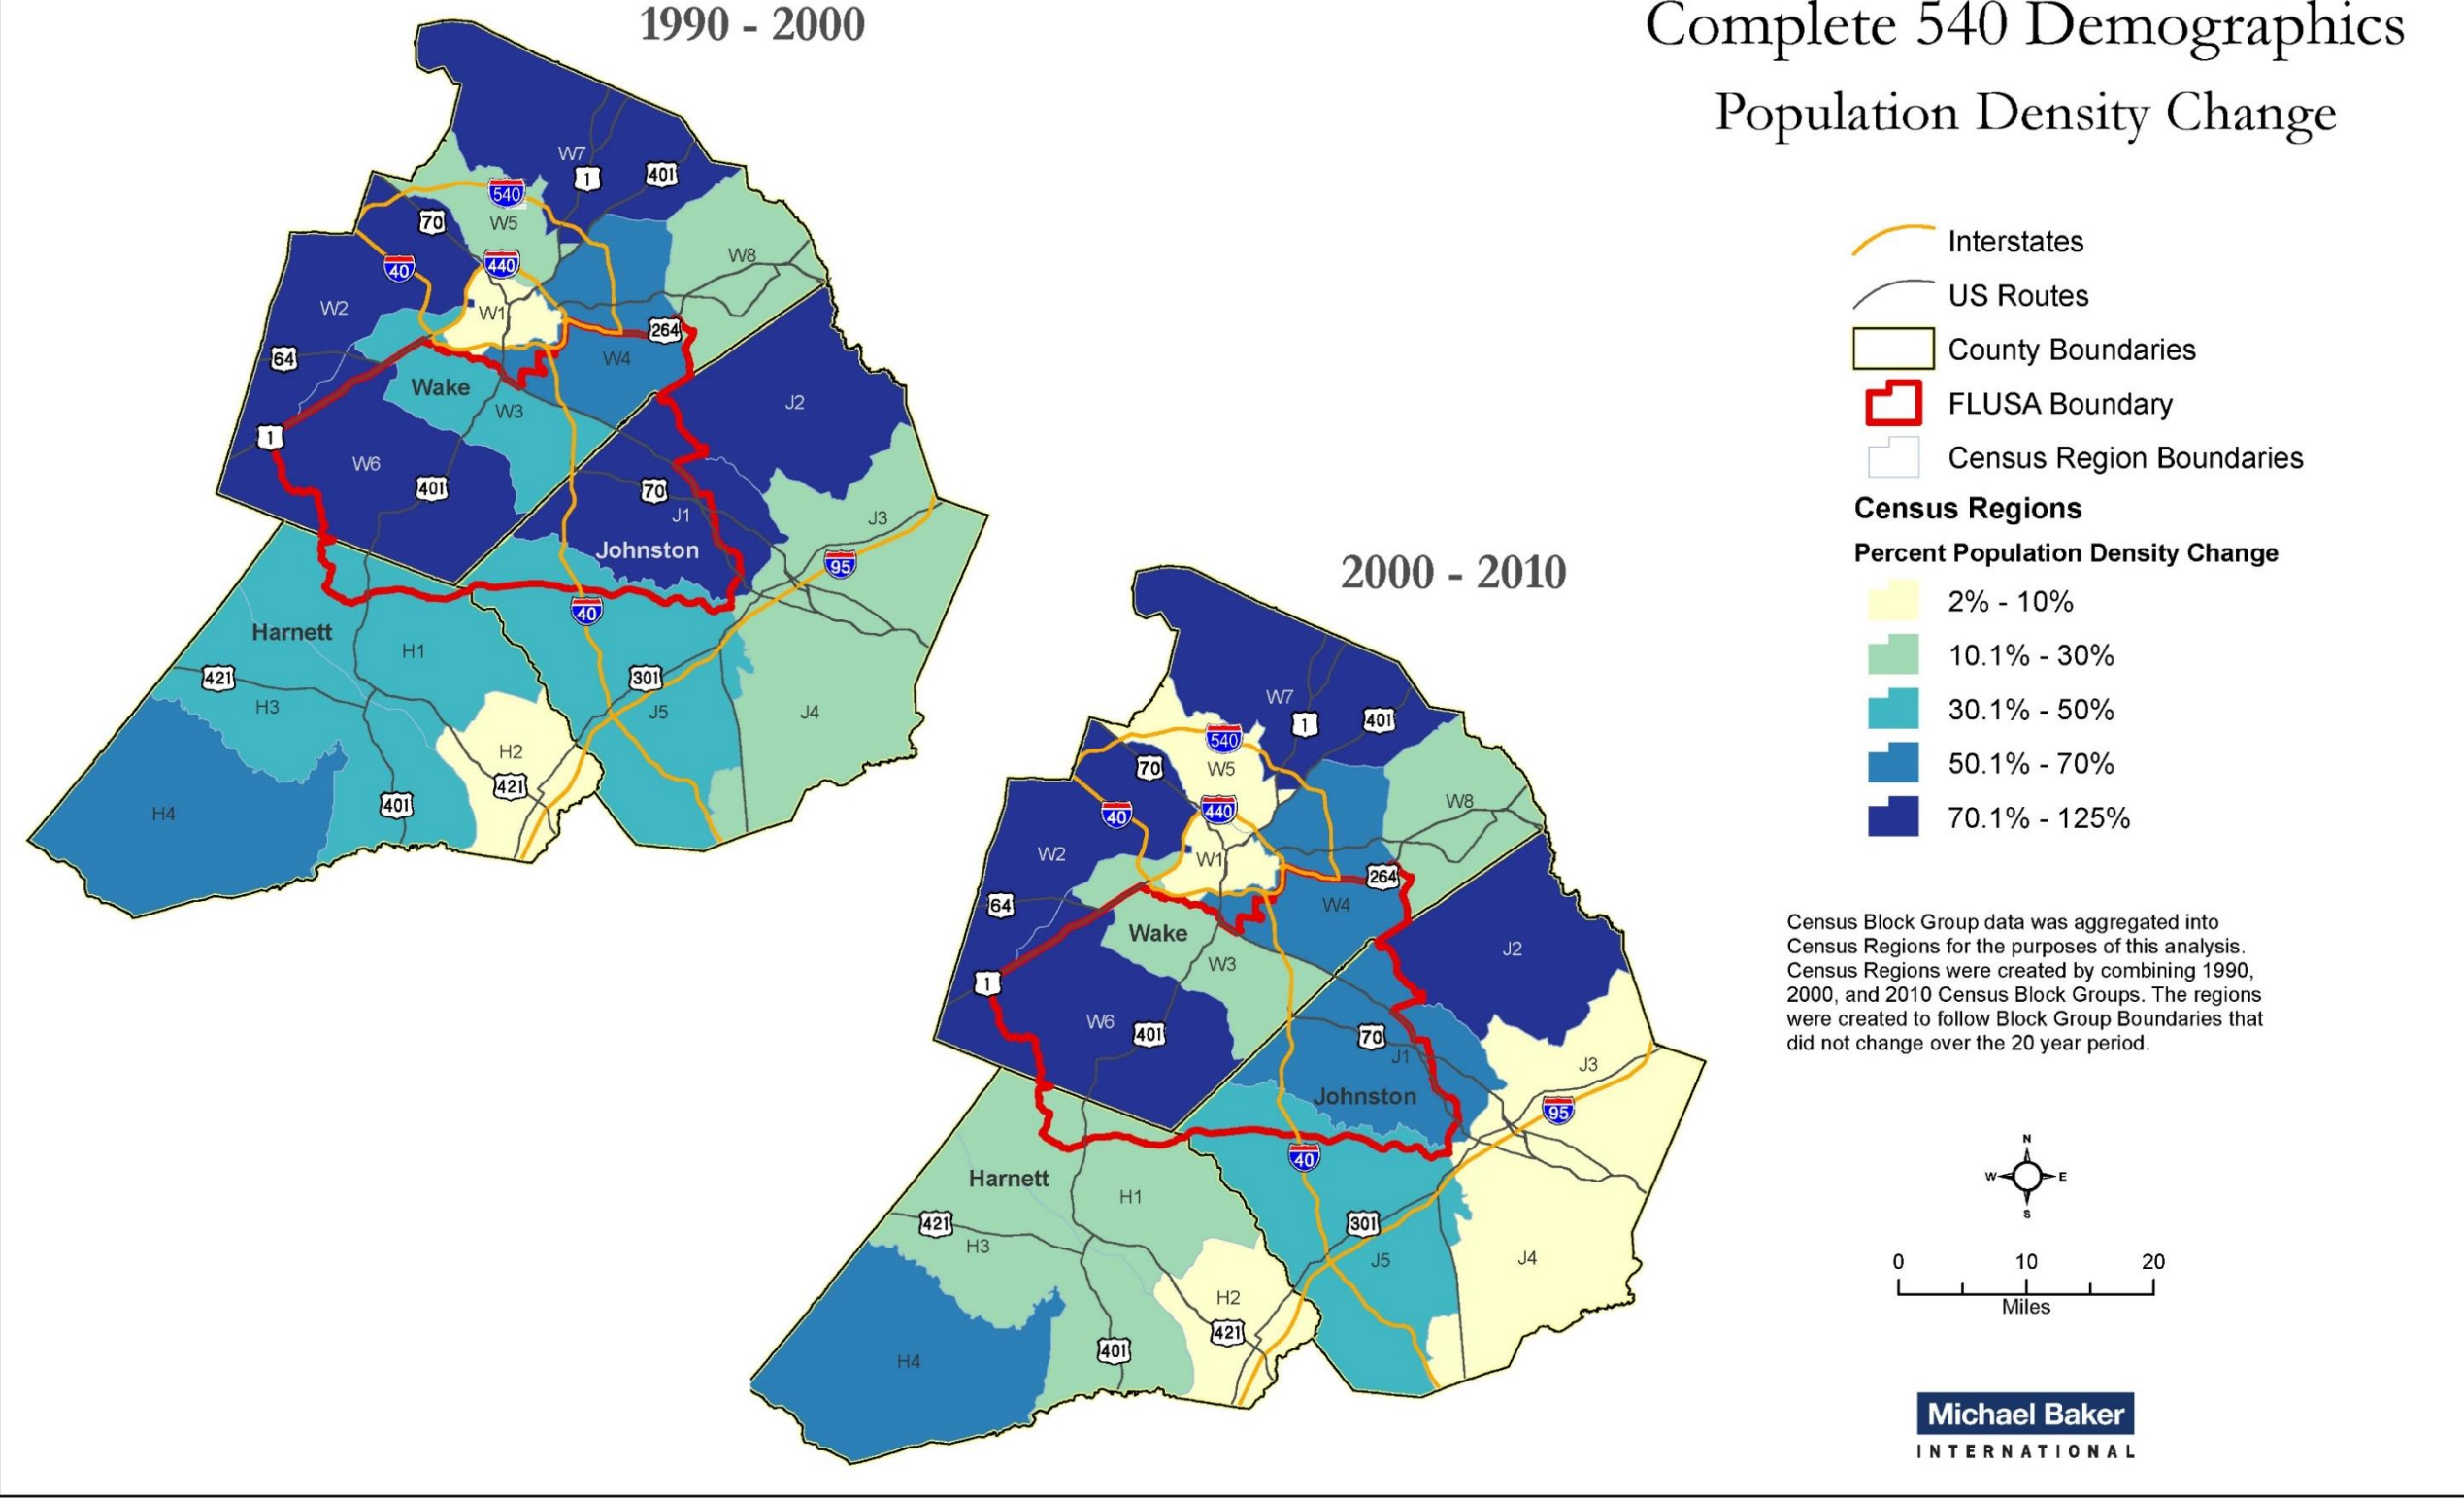 1990 - 2000
Complete 540 Demographics
Population Density Change
W7
1
401
540
70
W5
440
40
W8
W2
W1
264
64
W4
Wake
W3
J2
1
W6
401
70
J1
J3
Johnston
95
40
Harnett
H1
421
301
H3
J5
J4
H2
421
401
H4
2000 - 2010
W7
1
401
540
70
W5
440
40
W8
W2
W1
264
64
W4
Wake
W3
J2
1
W6
401
70
J1
J3
Johnston
95
40
Harnett
H1
421
301
H3
J5
J4
H2
421
401
H4
Interstates
US Routes
County Boundaries
FLUSA Boundary
Census Region Boundaries
Census Regions
Percent Population Density Change
2% - 10%
10.1% - 30%
30.1% - 50%
50.1% - 70%
70.1% - 125%
Census Block Group data was aggregated into
Census Regions for the purposes of this analysis.
Census Regions were created by combining 1990,
2000, and 2010 Census Block Groups. The regions
were created to follow Block Group Boundaries that
did not change over the 20 year period.
N
W E
S
0 10 20
Miles
Michael Baker
INTERNATIONAL